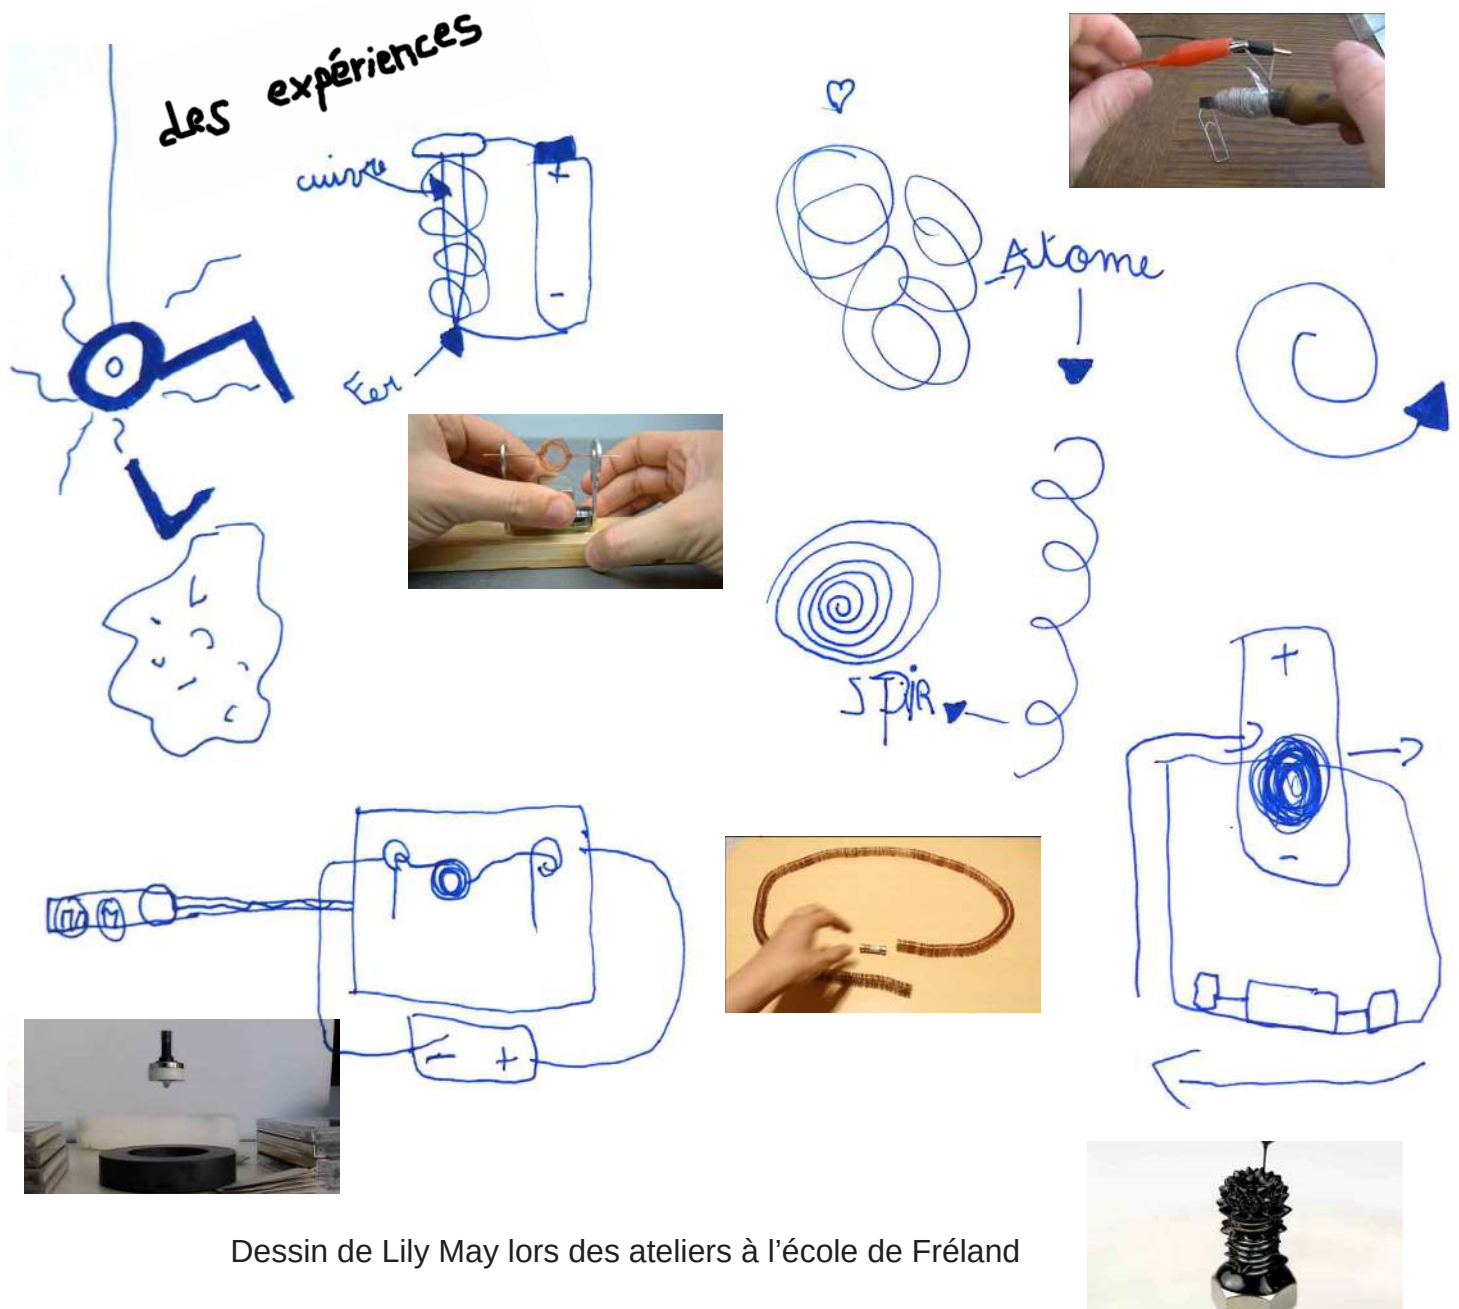 des expériences
cuivre
+
-
Fer
Atome
SPIR
+
-
- +
Dessin de Lily May lors des ateliers à l’école de Fréland